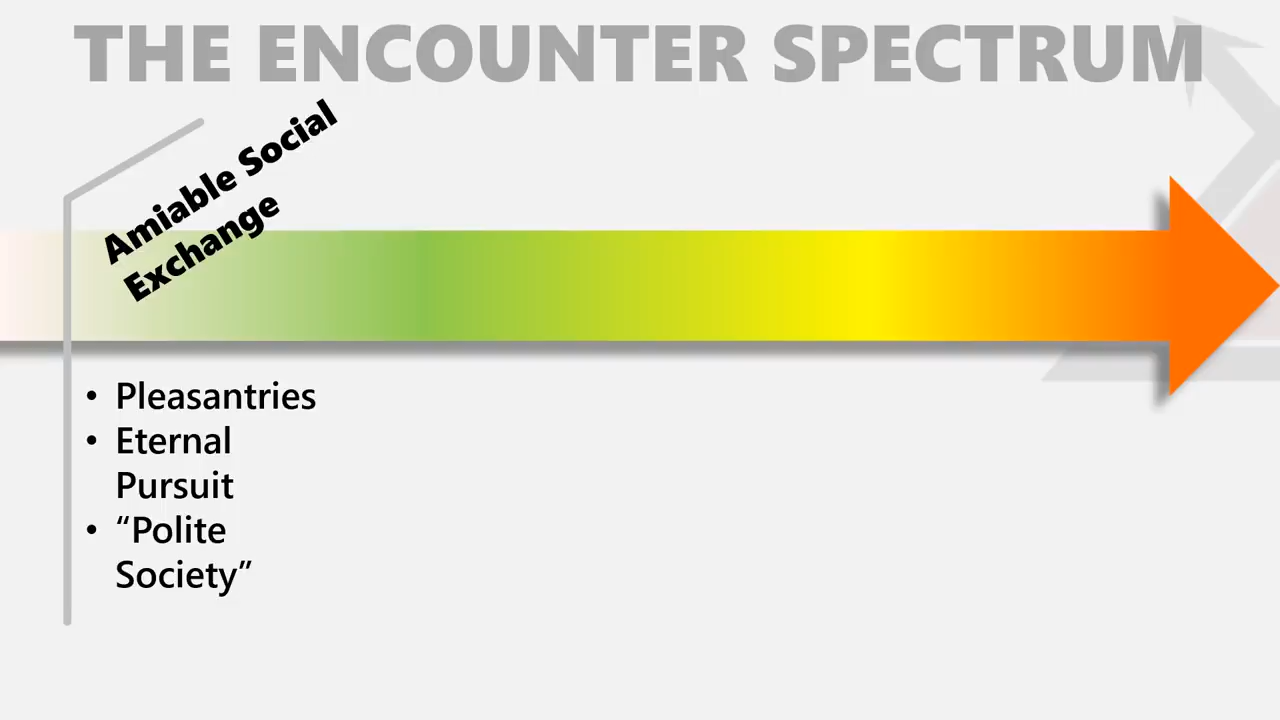 THE ENCOUNTER SPECTRUM
Amiable Social
Exchange
• Pleasantries
• Eternal
Pursuit
• “Polite
Society”